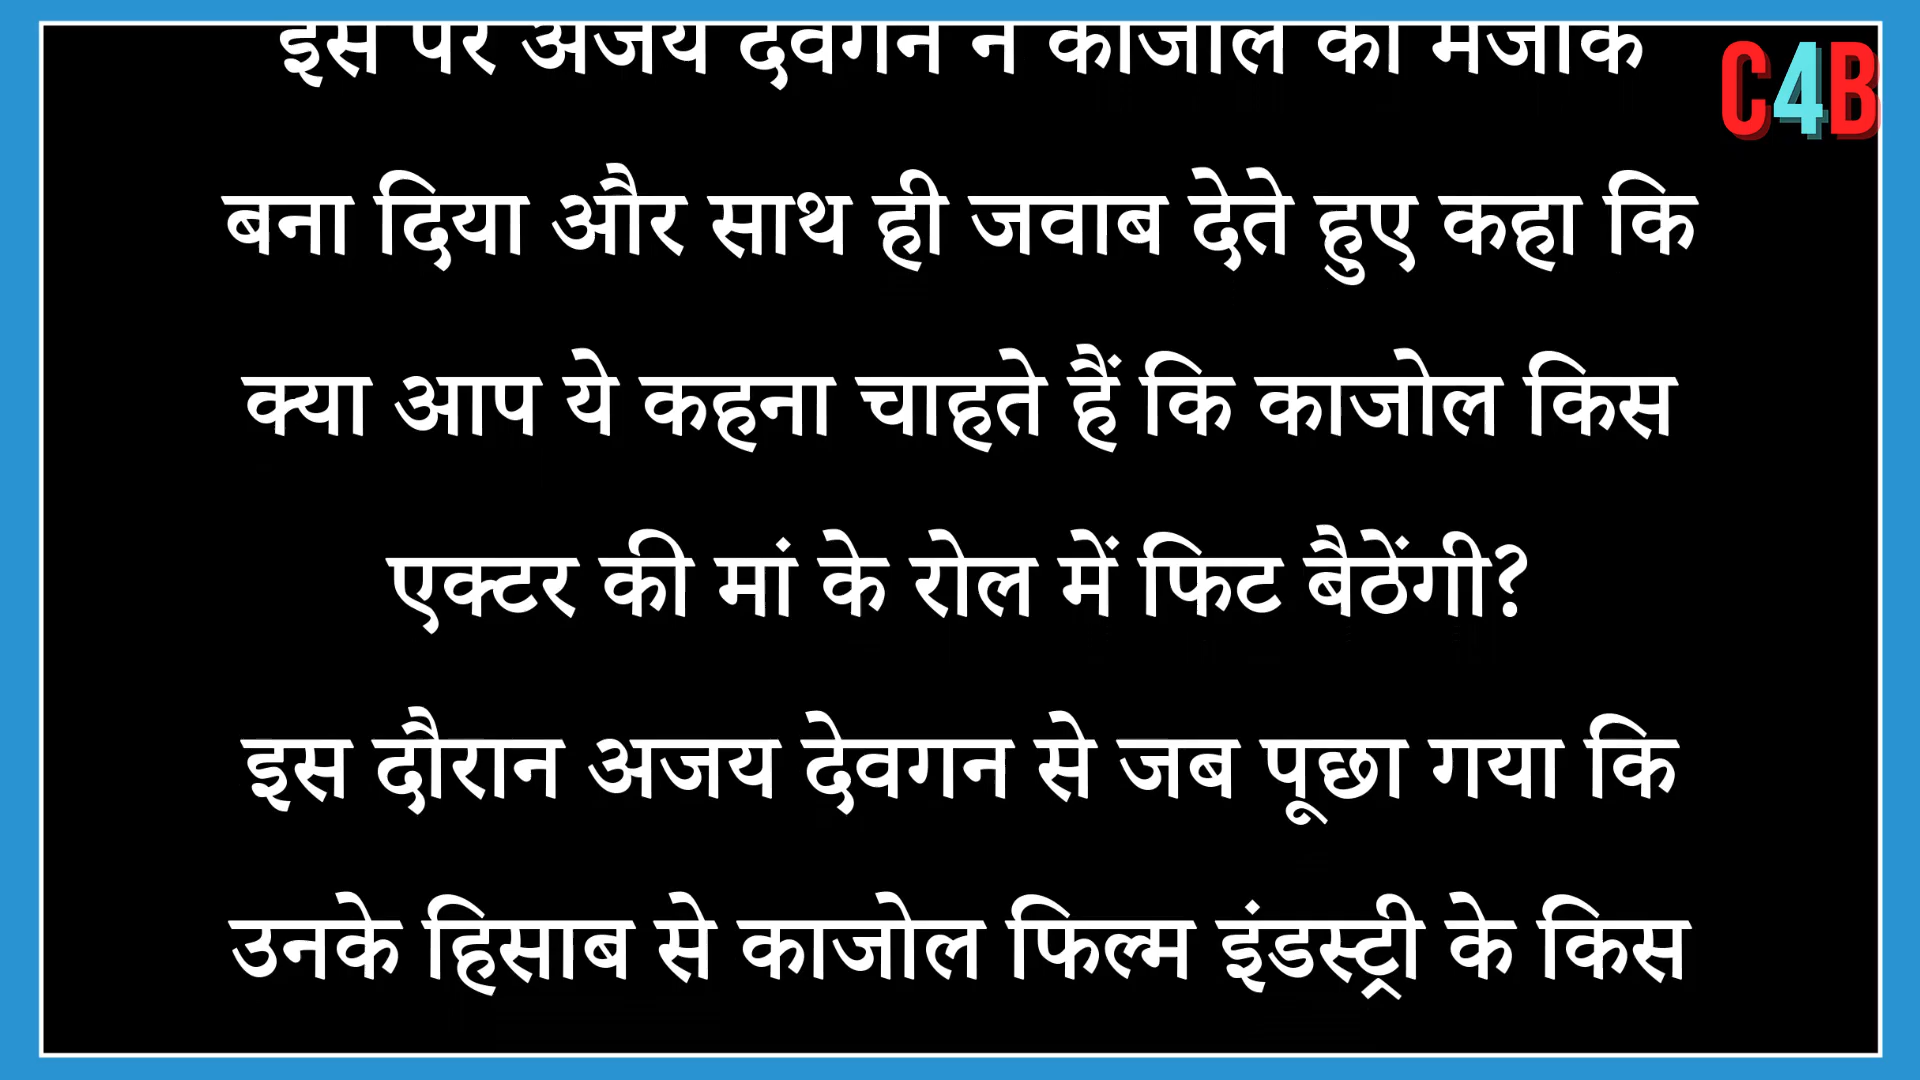 इस पर अजय देवगन ने काजोल का मजाक
C4B
बना दिया और साथ ही जवाब देते हुए कहा कि
क्या आप ये कहना चाहते हैं कि काजोल किस
एक्टर की मां के रोल में फिट बैठेंगी?
इस दौरान अजय देवगन से जब पूछा गया कि
उनके हिसाब से काजोल फिल्म इंडस्ट्री के किस